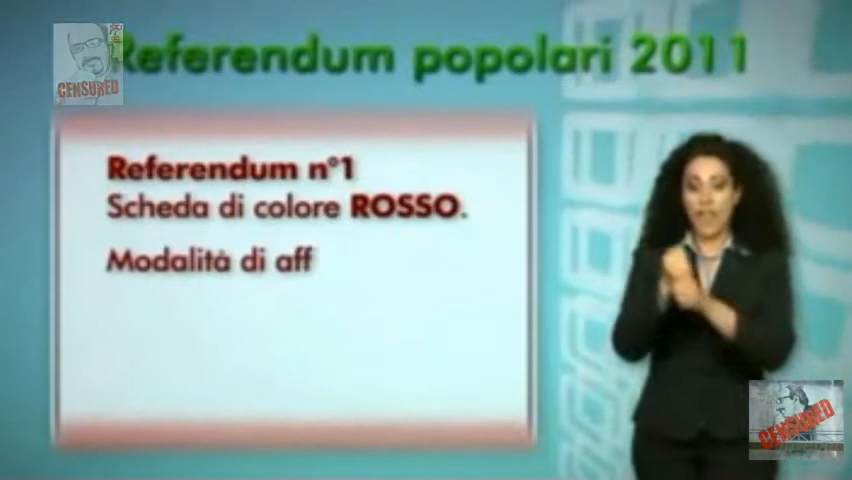 CENSURED
Referendum popolari 2011
Referendum n°1
Scheda di colore ROSSO.
Modalità di aff
CENSURED